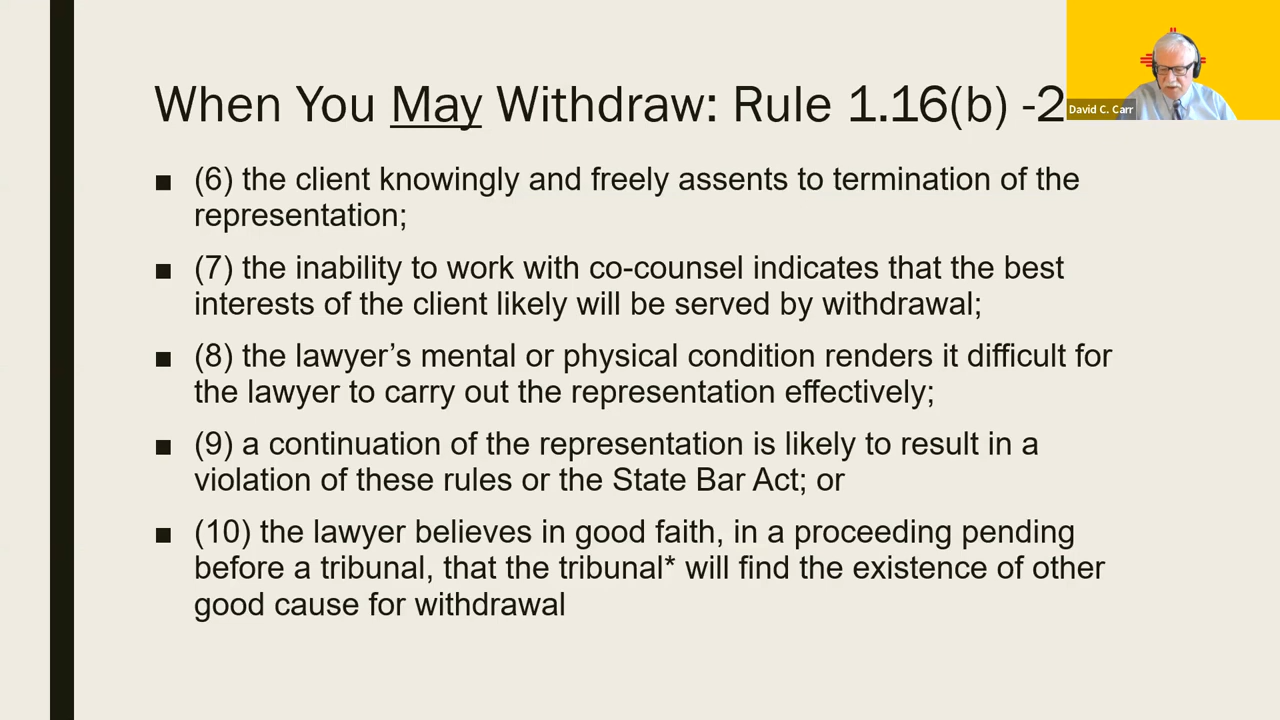 When You May Withdraw: Rule 1.16(b) -2
David C. Carr
■ (6) the client knowingly and freely assents to termination of the
representation;
■ (7) the inability to work with co-counsel indicates that the best
interests of the client likely will be served by withdrawal;
■ (8) the lawyer’s mental or physical condition renders it difficult for
the lawyer to carry out the representation effectively;
■ (9) a continuation of the representation is likely to result in a
violation of these rules or the State Bar Act; or
■ (10) the lawyer believes in good faith, in a proceeding pending
before a tribunal, that the tribunal* will find the existence of other
good cause for withdrawal